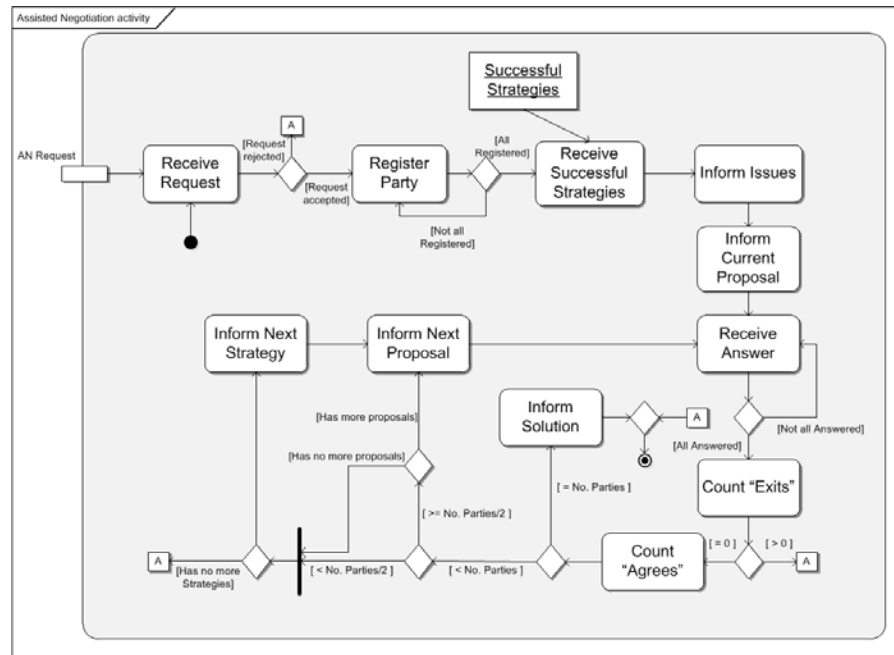 Assisted Negotiation activity
Successful
Strategies
AN Request
Receive
Request
[Request
rejected]
A
[Request
accepted]
Register
Party
[All
Registered]
[Not all
Registered]
Receive
Successful
Strategies
Inform Issues
Inform
Current
Proposal
Inform Next
Strategy
Inform Next
Proposal
Receive
Answer
[Has more proposals]
[Has no more proposals]
Inform
Solution
A
[Not all Answered]
[All Answered]
Count “Exits”
[ = No. Parties ]
[ >= No. Parties/2 ]
A
[Has no more
Strategies]
[ < No. Parties/2 ]
[ < No. Parties ]
Count
“Agrees”
[ = 0 ]
[ > 0 ]
A